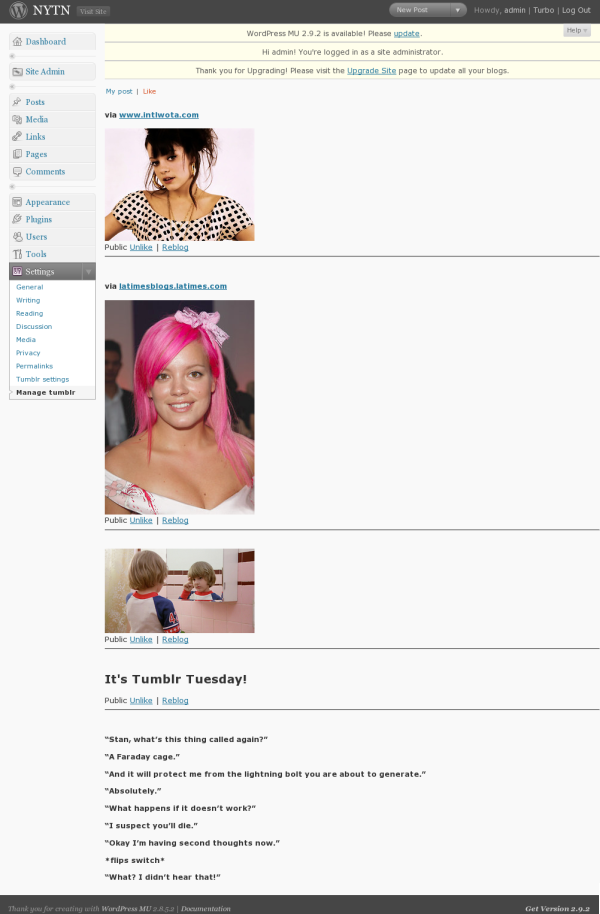 NYTN Visit Site New Post Howdy, admin | Turbo | Log Out
WordPress MU 2.9.2 is available! Please update.
Help
Hi admin! You're logged in as a site administrator.
Thank you for Upgrading! Please visit the Upgrade Site page to update all your blogs.
Dashboard
Site Admin
Posts
Media
Links
Pages
Comments
Appearance
Plugins
Users
Tools
Settings
General
Writing
Reading
Discussion
Media
Privacy
Permalinks
Tumblr settings
Manage tumblr
My post | Like
via www.intlwota.com
Public Unlike | Reblog
via latimesblogs.latimes.com
Public Unlike | Reblog
4
Public Unlike | Reblog
It's Tumblr Tuesday!
Public Unlike | Reblog
“Stan, what’s this thing called again?”
“A Faraday cage.”
“And it will protect me from the lightning bolt you are about to generate.”
“Absolutely.”
“What happens if it doesn’t work?”
“I suspect you’ll die.”
“Okay I’m having second thoughts now.”
*flips switch*
“What? I didn’t hear that!”
Thank you for creating with WordPress MU 2.8.5.2 | Documentation Get Version 2.9.2